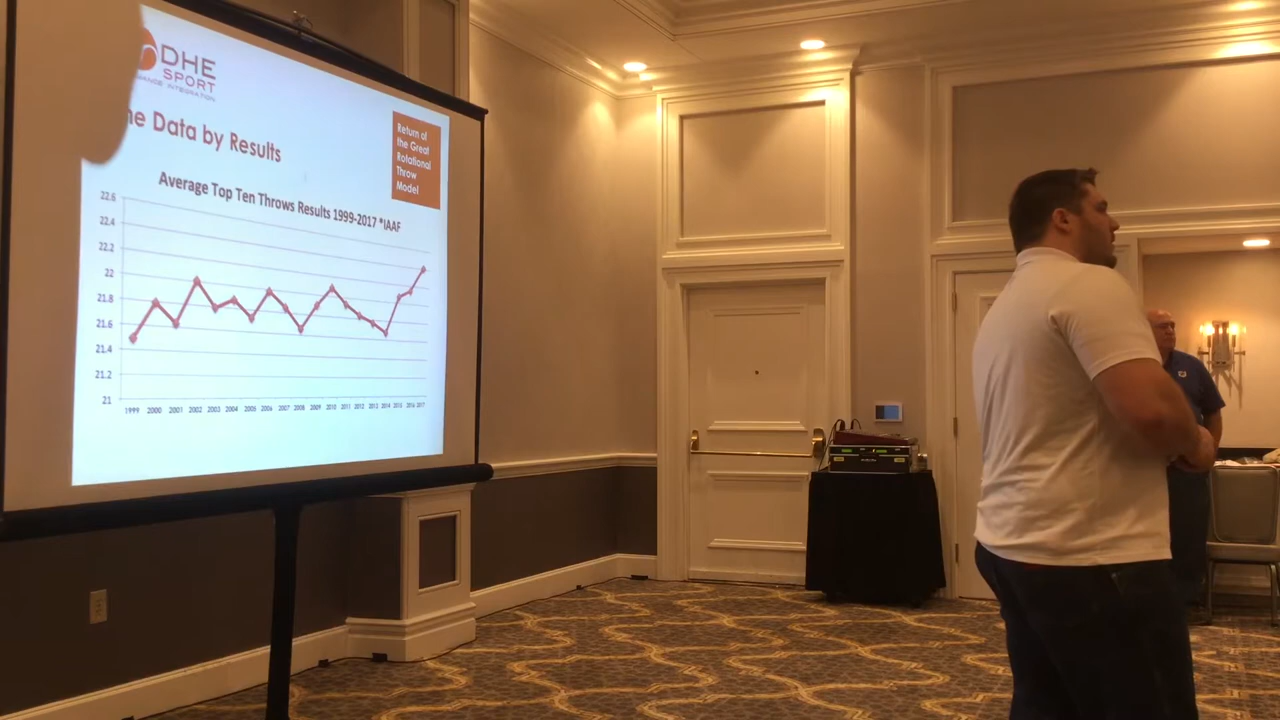 DHE
SPORT
INTEGRATION
he Data by Results
Return of
the Great
Rotational
Throw
Model
Average Top Ten Throws Results 1999-2017 *IAAF
22.6
22.4
22.2
22
21.8
21.6
21.4
21.2
21
1999 2000 2001 2002 2003 2004 2005 2006 2007 2008 2009 2010 2011 2012 2013 2014 2015 2016 2017